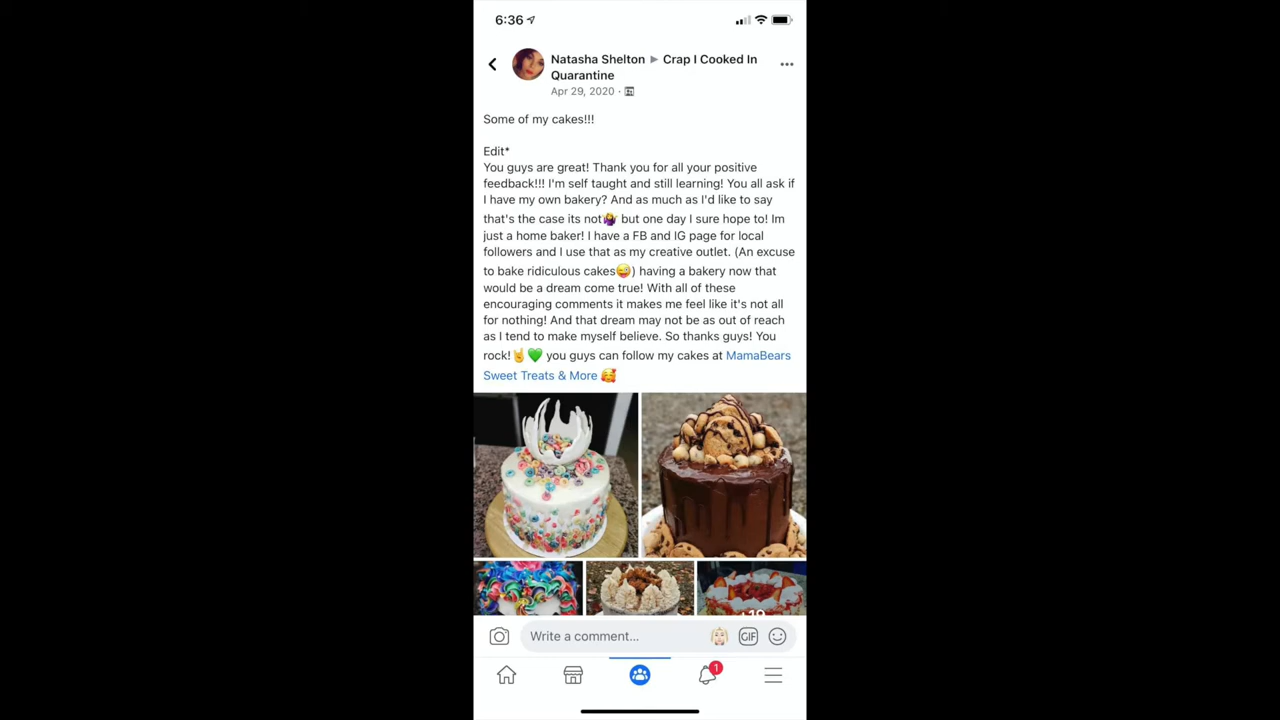 6:36
Natasha Shelton ▶ Crap I Cooked In
Quarantine
Apr 29, 2020 ·
Some of my cakes!!!
Edit*
You guys are great! Thank you for all your positive
feedback!!! I'm self taught and still learning! You all ask if
I have my own bakery? And as much as I'd like to say
that's the case its not🤷‍♀️ but one day I sure hope to! Im
just a home baker! I have a FB and IG page for local
followers and I use that as my creative outlet. (An excuse
to bake ridiculous cakes😜) having a bakery now that
would be a dream come true! With all of these
encouraging comments it makes me feel like it's not all
for nothing! And that dream may not be as out of reach
as I tend to make myself believe. So thanks guys! You
rock!🤘💚 you guys can follow my cakes at MamaBears
Sweet Treats & More 🥰
+19
Write a comment...
GIF
1